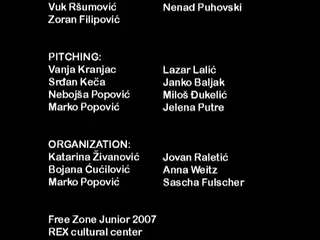 Vuk Ršumović Nenad Puhovski
Zoran Filipović
PITCHING:
Vanja Kranjac Lazar Lalić
Srđan Keča Janko Baljak
Nebojša Popović Miloš Đukelić
Marko Popović Jelena Putre
ORGANIZATION:
Katarina Živanović Jovan Raletić
Bojana Ćućilović Anna Weitz
Marko Popović Sascha Fulscher
Free Zone Junior 2007
REX cultural center